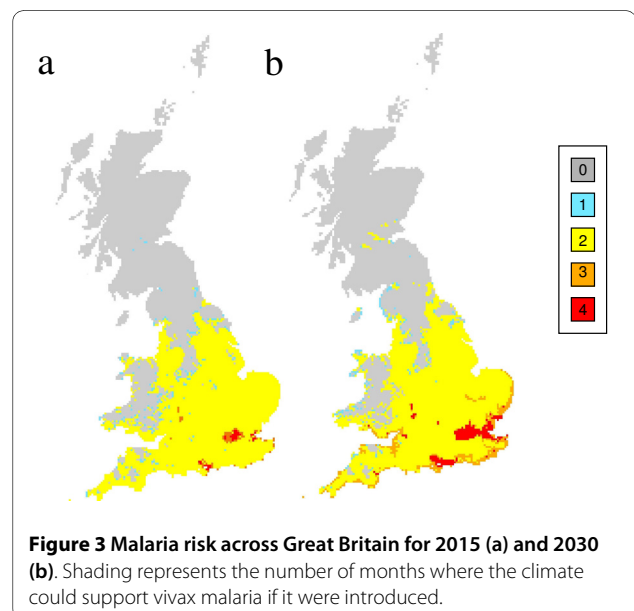 a
b
0
1
2
3
4
Figure 3 Malaria risk across Great Britain for 2015 (a) and 2030
(b). Shading represents the number of months where the climate
could support vivax malaria if it were introduced.